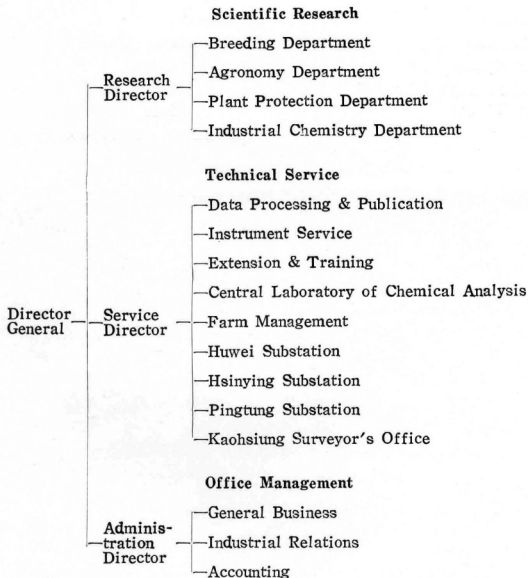 Scientific Research
Breeding Department
Research
Director
Agronomy Department
Plant Protection Department
Industrial Chemistry Department
Technical Service
Data Processing & Publication
Instrument Service
Extension & Training
Central Laboratory of Chemical Analysis
Director
General
Service
Director
Farm Management
Huwei Substation
Hsinying Substation
Pingtung Substation
Kaohsiung Surveyor's Office
Office Management
General Business
Adminis-
tration
Director
Industrial Relations
Accounting